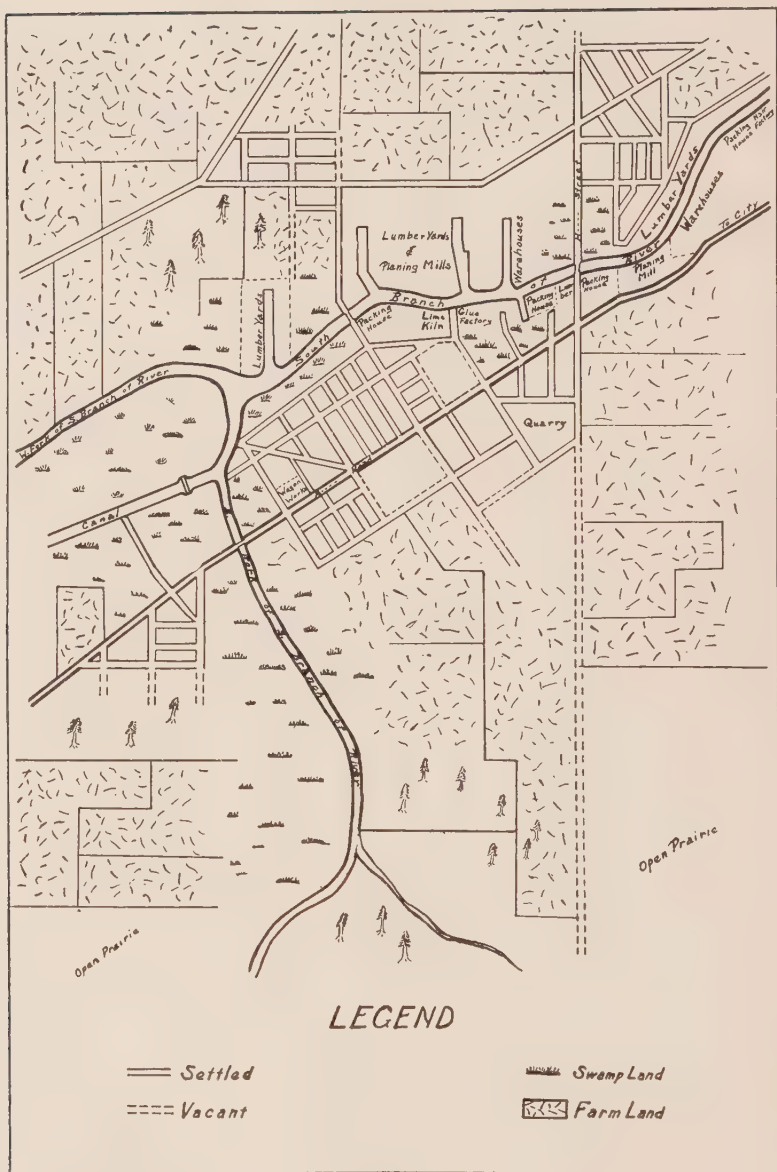 Packing House
Hair Factory
Street
Lumber Yards
River
Warehouses
To City
Lumber Yards
&
Planing Mills
Warehouses
of
Planing
Mill
Packing
House
Lumber
Packing
House
Branch
Packing
House
Lime
Kiln
Glue
Factory
South
Lumber Yards
W. Fork of S. Branch of River
Quarry
Wagon
Works
Road
Canal
Fork of S. Branch of River
Open Prairie
Open Prairie
LEGEND
Settled
Vacant
Swamp Land
Farm Land